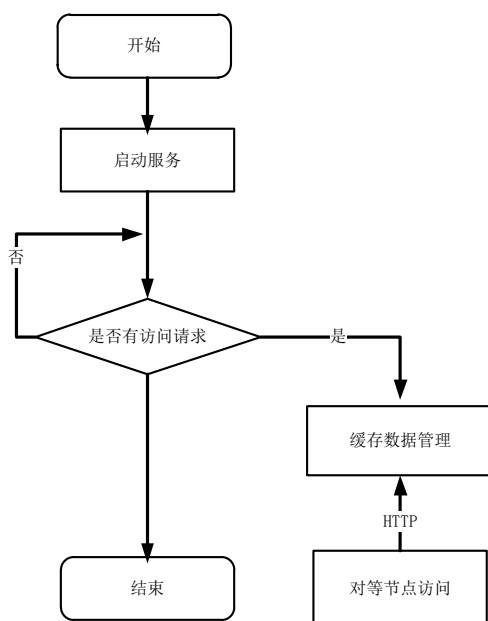 开始
启动服务
否
是否有访问请求
是
缓存数据管理
HTTP
结束
对等节点访问